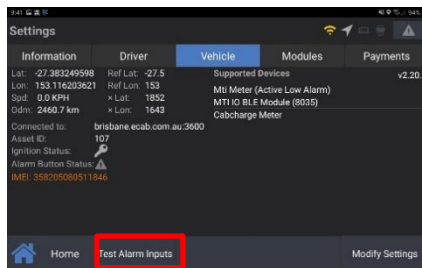 9:41
94%
Settings
Information Driver Vehicle Modules Payments
Lat: -27.383249598 Ref Lat: -27.5 Supported Devices v2.20.
Lon: 153.116203621 Ref Lon: 153 Mti Meter (Active Low Alarm)
Spd: 0.0 KPH × Lat: 1852 MTI IO BLE Module (8035)
Odm: 2460.7 km × Lon: 1643 Cabcharge Meter
Connected to: brisbane.ecab.com.au:3600
Asset ID: 107
Ignition Status:
Alarm Button Status:
IMEI: 358205080511846
Home Test Alarm Inputs Modify Settings